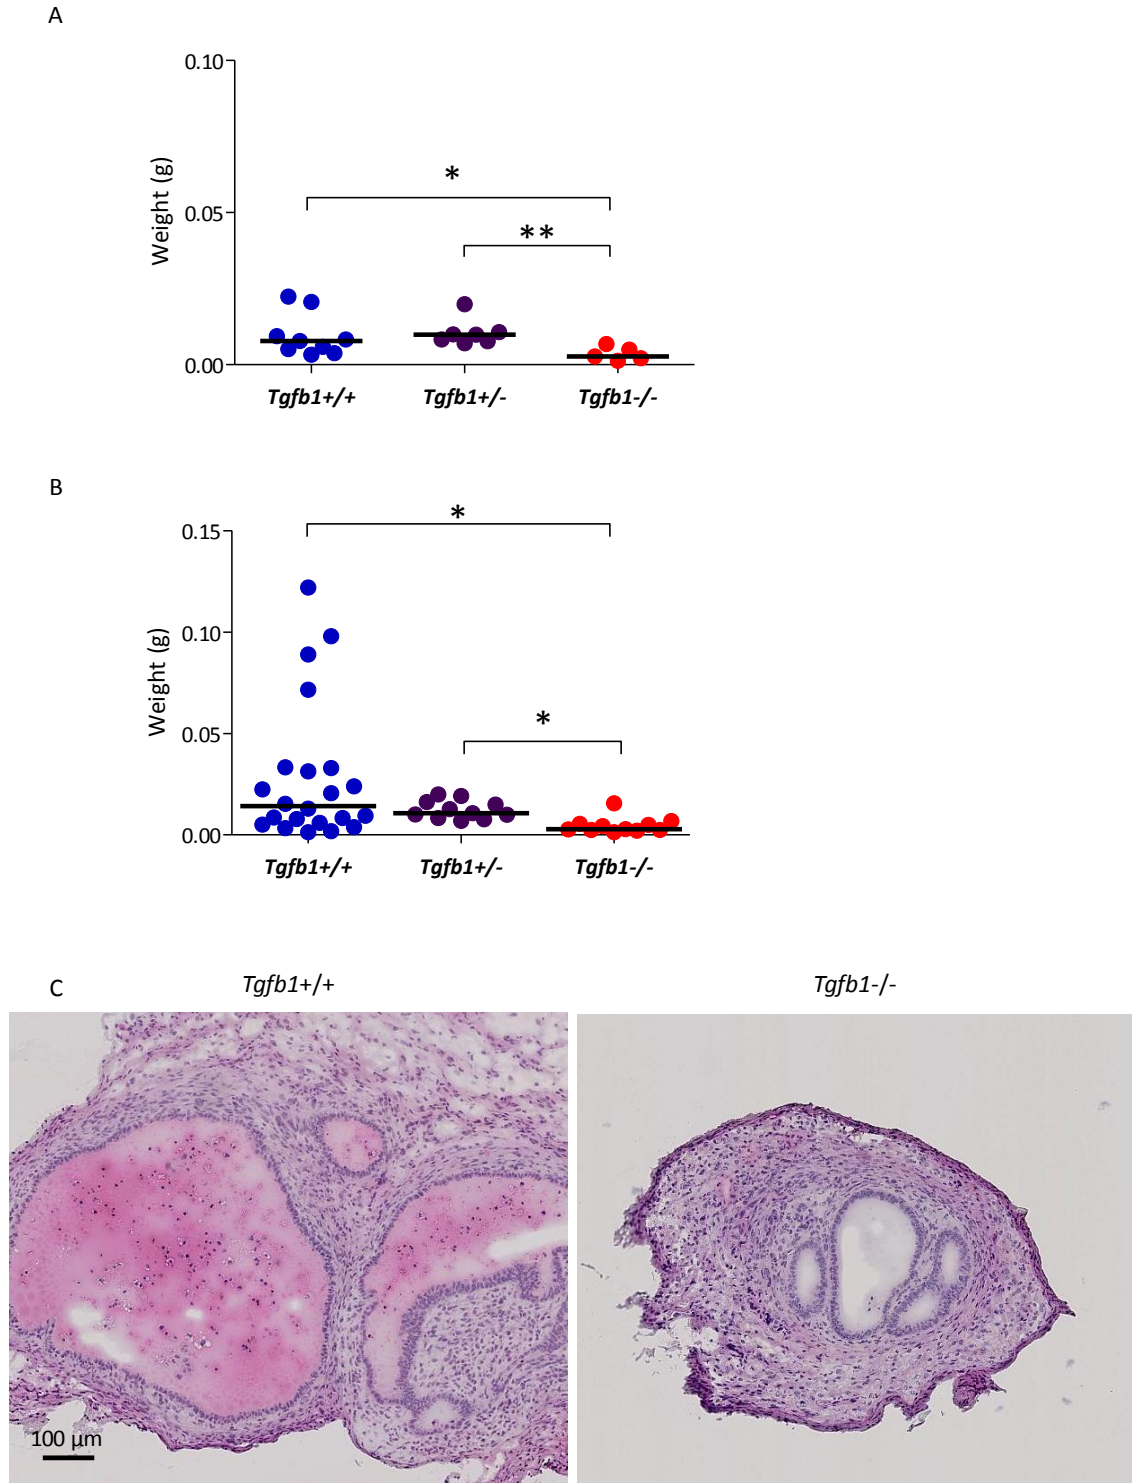 A
0.10
*
**
0.05
Weight (g)
0.00
Tgfb1+/+ Tgfb1+/- Tgfb1-/-
B
*
0.15
0.10
Weight (g)
*
0.05
0.00
Tgfb1+/+ Tgfb1+/- Tgfb1-/-
C Tgfb1+/+ Tgfb1-/-
100 µm